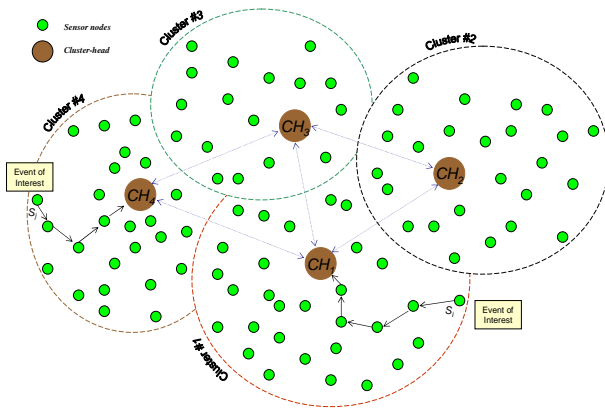 Sensor nodes
Cluster-head
Cluster #3
Cluster #2
Cluster #4
CH3
CH2
CH4
Event of
Interest
Sj
CH1
Si
Event of
Interest
Cluster #1